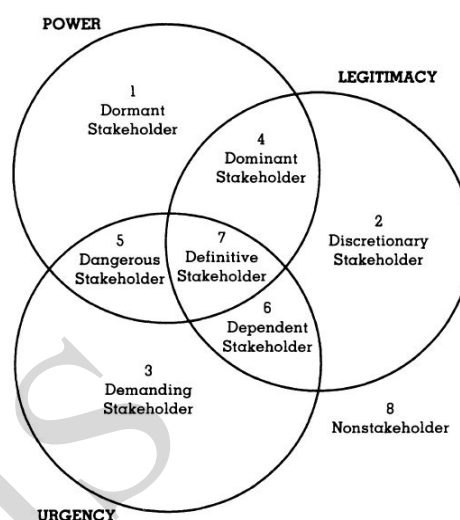 POWER
1
Dormant
Stakeholder
LEGITIMACY
4
Dominant
Stakeholder
2
Discretionary
Stakeholder
5
Dangerous
Stakeholder
7
Definitive
Stakeholder
6
Dependent
Stakeholder
3
Demanding
Stakeholder
8
Nonstakeholder
URGENCY